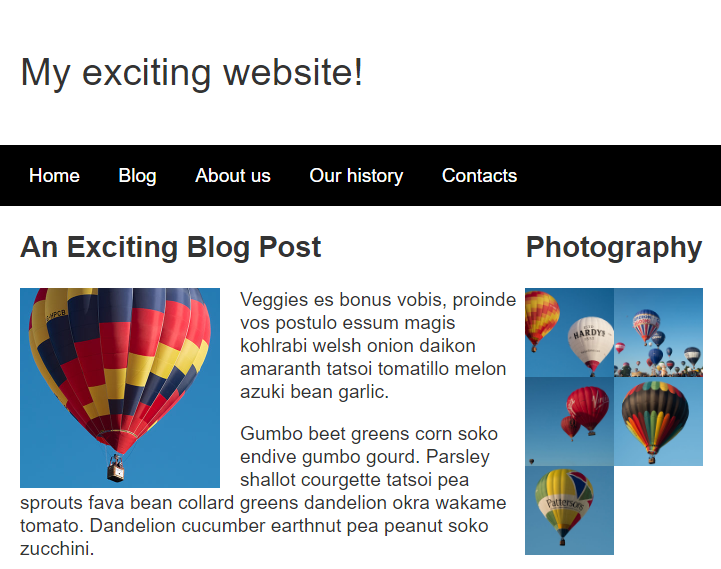 My exciting website!
Home Blog About us Our history Contacts
An Exciting Blog Post
Veggies es bonus vobis, proinde
vos postulo essum magis
kohlrabi welsh onion daikon
amaranth tatsoi tomatillo melon
azuki bean garlic.
Gumbo beet greens corn soko
endive gumbo gourd. Parsley
shallot courgette tatsoi pea
sprouts fava bean collard greens dandelion okra wakame
tomato. Dandelion cucumber earthnut pea peanut soko
zucchini.
Photography
HARDYS
Pattersons